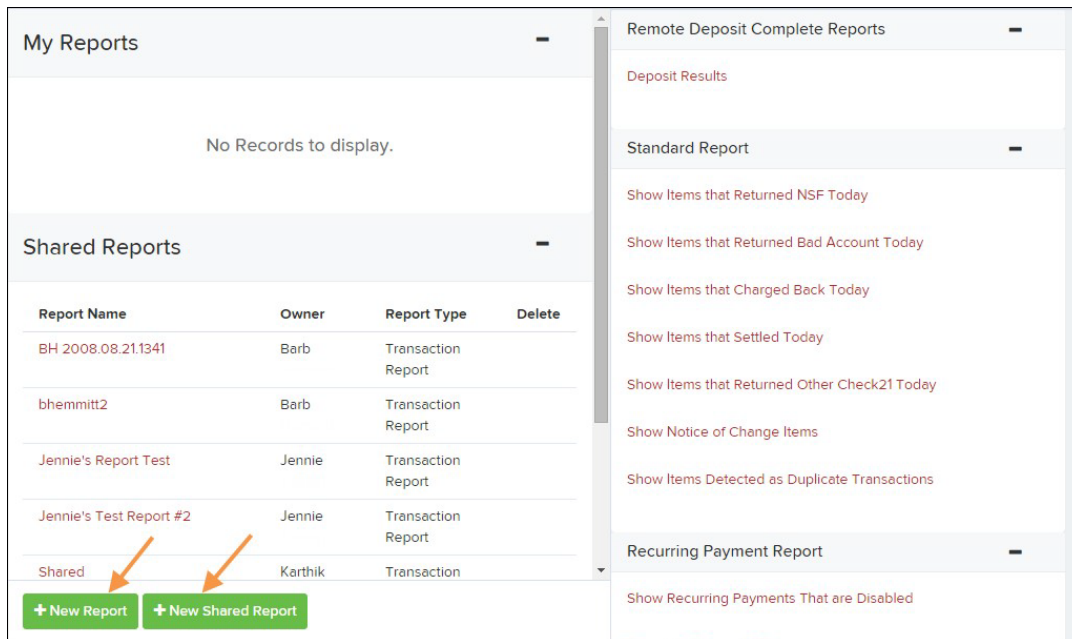 My Reports
No Records to display.
Shared Reports
Report Name Owner Report Type Delete
BH 2008.08.21.1341 Barb Transaction
Report
bhemmitt2 Barb Transaction
Report
Jennie's Report Test Jennie Transaction
Report
Jennie's Test Report #2 Jennie Transaction
Report
Shared Karthik Transaction
+ New Report + New Shared Report
Remote Deposit Complete Reports
Deposit Results
Standard Report
Show Items that Returned NSF Today
Show Items that Returned Bad Account Today
Show Items that Charged Back Today
Show Items that Settled Today
Show Items that Returned Other Check21 Today
Show Notice of Change Items
Show Items Detected as Duplicate Transactions
Recurring Payment Report
Show Recurring Payments That are Disabled